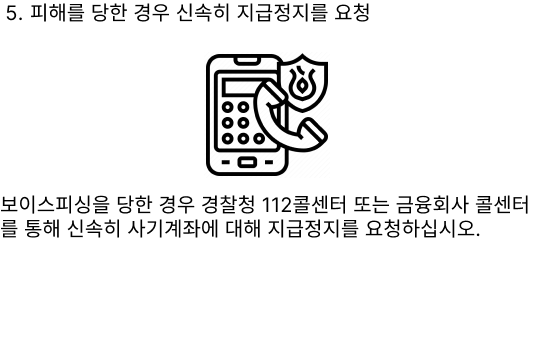 5. 피해를 당한 경우 신속히 지급정지를 요청
보이스피싱을 당한 경우 경찰청 112콜센터 또는 금융회사 콜센터
를 통해 신속히 사기계좌에 대해 지급정지를 요청하십시오.